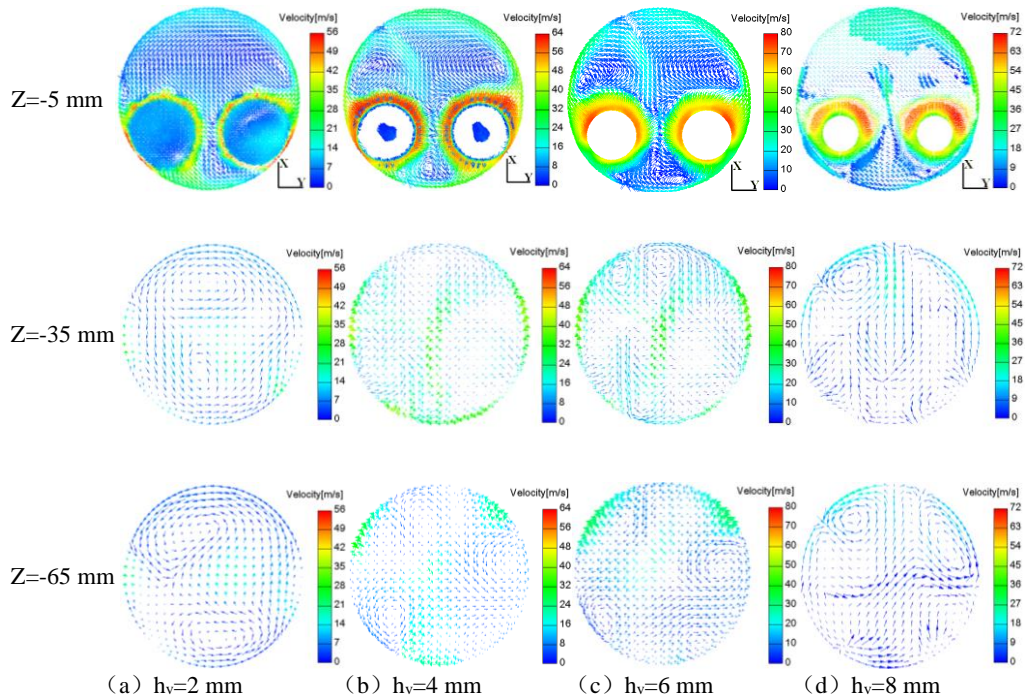 Velocity[m/s] Velocity[m/s] Velocity[m/s] Velocity[m/s]
56 49 42 35 28 21 14 7 0
64 56 48 40 32 24 16 8 0
80 70 60 50 40 30 20 10 0
72 63 54 45 36 27 18 9 0
Z=-5 mm
X Y X Y X Y X Y
Velocity[m/s] Velocity[m/s] Velocity[m/s] Velocity[m/s]
56 49 42 35 28 21 14 7 0
64 56 48 40 32 24 16 8 0
80 70 60 50 40 30 20 10 0
72 63 54 45 36 27 18 9 0
Z=-35 mm
Velocity[m/s] Velocity[m/s] Velocity[m/s] Velocity[m/s]
56 49 42 35 28 21 14 7 0
64 56 48 40 32 24 16 8 0
80 70 60 50 40 30 20 10 0
72 63 54 45 36 27 18 9 0
Z=-65 mm
（a）hv=2 mm （b）hv=4 mm （c）hv=6 mm （d）hv=8 mm